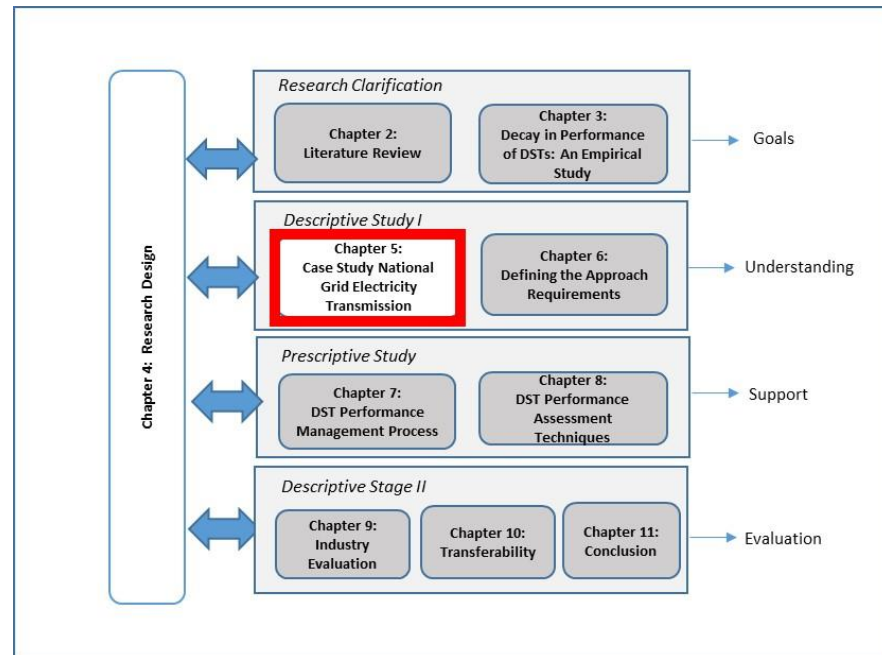 Chapter 4: Research Design
Research Clarification
Chapter 2:
Literature Review
Chapter 3:
Decay in Performance
of DSTs: An Empirical
Study
Goals
Descriptive Study I
Chapter 5:
Case Study National
Grid Electricity
Transmission
Chapter 6:
Defining the Approach
Requirements
Understanding
Prescriptive Study
Chapter 7:
DST Performance
Management Process
Chapter 8:
DST Performance
Assessment
Techniques
Support
Descriptive Stage II
Chapter 9:
Industry
Evaluation
Chapter 10:
Transferability
Chapter 11:
Conclusion
Evaluation